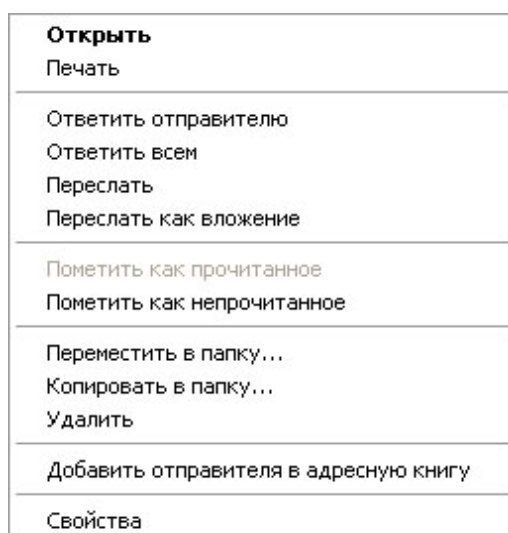 Открыть
Печать
Ответить отправителю
Ответить всем
Переслать
Переслать как вложение
Пометить как прочитанное
Пометить как непрочитанное
Переместить в папку...
Копировать в папку...
Удалить
Добавить отправителя в адресную книгу
Свойства